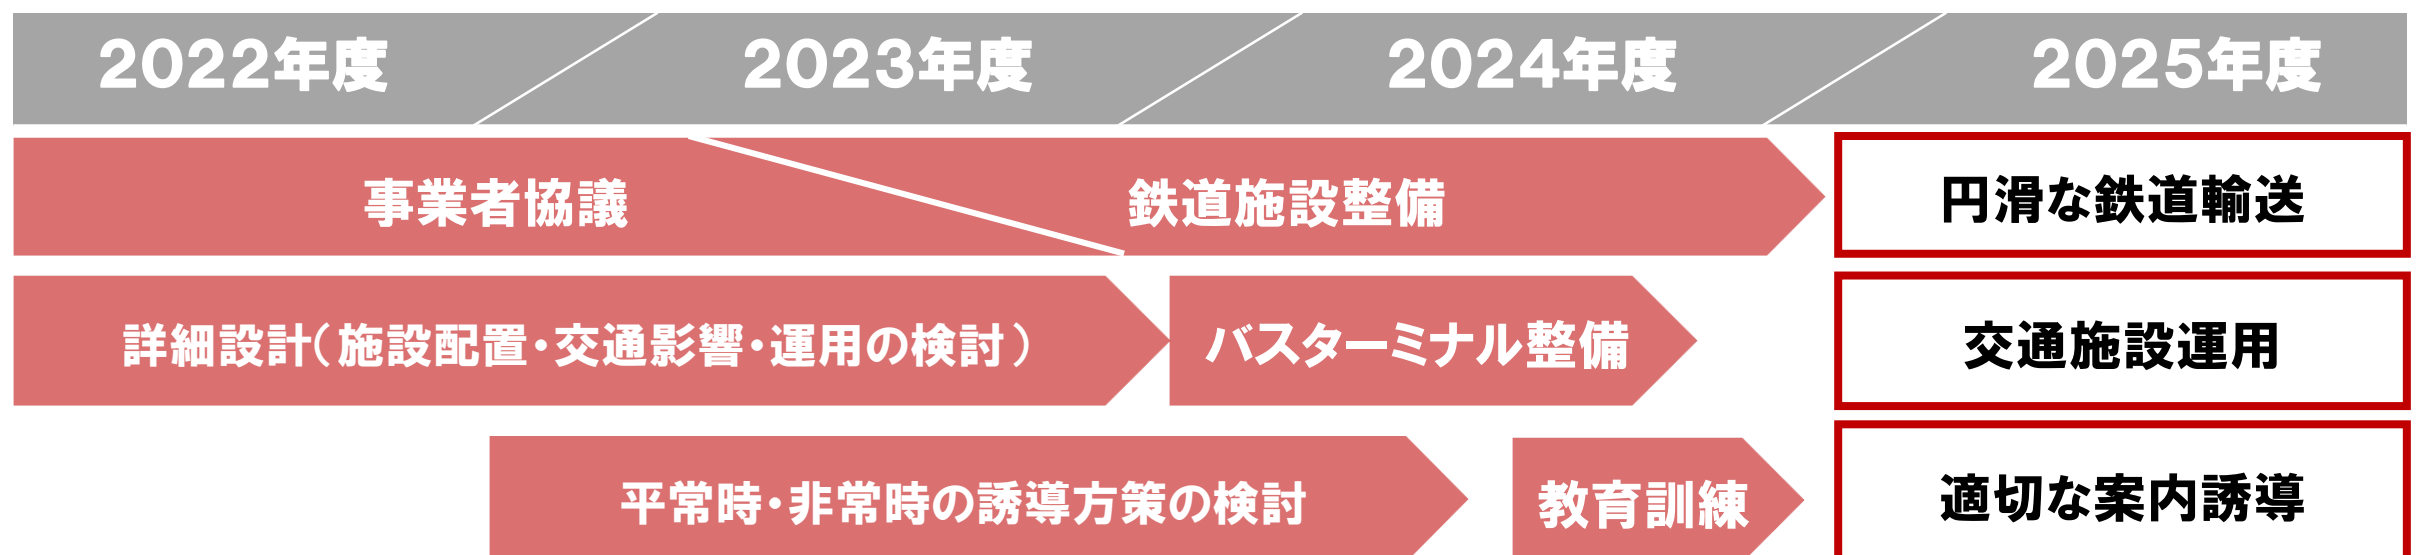 2022年度 2023年度 2024年度 2025年度
事業者協議 鉄道施設整備 円滑な鉄道輸送
詳細設計(施設配置・交通影響・運用の検討) バスターミナル整備 交通施設運用
平常時・非常時の誘導方策の検討 教育訓練 適切な案内誘導